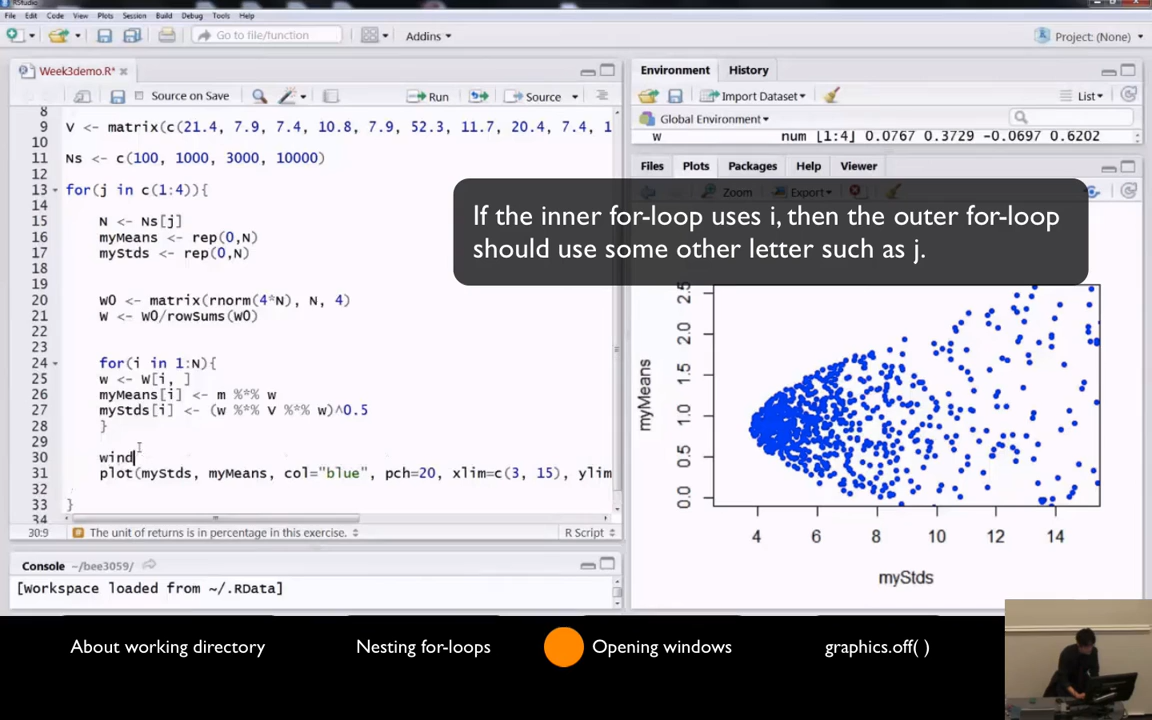 RStudio
File Edit Code View Plots Session Build Debug Tools Help
Go to file/function
Addins
Project: (None)
Week3demo.R*
Source on Save
Run
Source
8
9 V <- matrix(c(21.4, 7.9, 7.4, 10.8, 7.9, 52.3, 11.7, 20.4, 7.4, 1
10
11 Ns <- c(100, 1000, 3000, 10000)
12
13 for(j in c(1:4)){
14
15 N <- Ns[j]
16 myMeans <- rep(0,N)
17 myStds <- rep(0,N)
18
19
20 W0 <- matrix(rnorm(4*N), N, 4)
21 W <- W0/rowSums(W0)
22
23
24 for(i in 1:N){
25 w <- W[i, ]
26 myMeans[i] <- m %*% w
27 myStds[i] <- (w %*% V %*% w)^0.5
28 }
29
30 wind
31 plot(myStds, myMeans, col="blue", pch=20, xlim=c(3, 15), ylim
32
33 }
34
30:9 The unit of returns is in percentage in this exercise. R Script
Console ~/bee3059/
[Workspace loaded from ~/.RData]
Environment History
Import Dataset List
Global Environment
w num [1:4] 0.0767 0.3729 -0.0697 0.6202
Files Plots Packages Help Viewer
Zoom Export
If the inner for-loop uses i, then the outer for-loop
should use some other letter such as j.
myMeans
2.5
2.0
1.5
1.0
0.5
0.0
4 6 8 10 12 14
myStds
About working directory Nesting for-loops Opening windows graphics.off( )